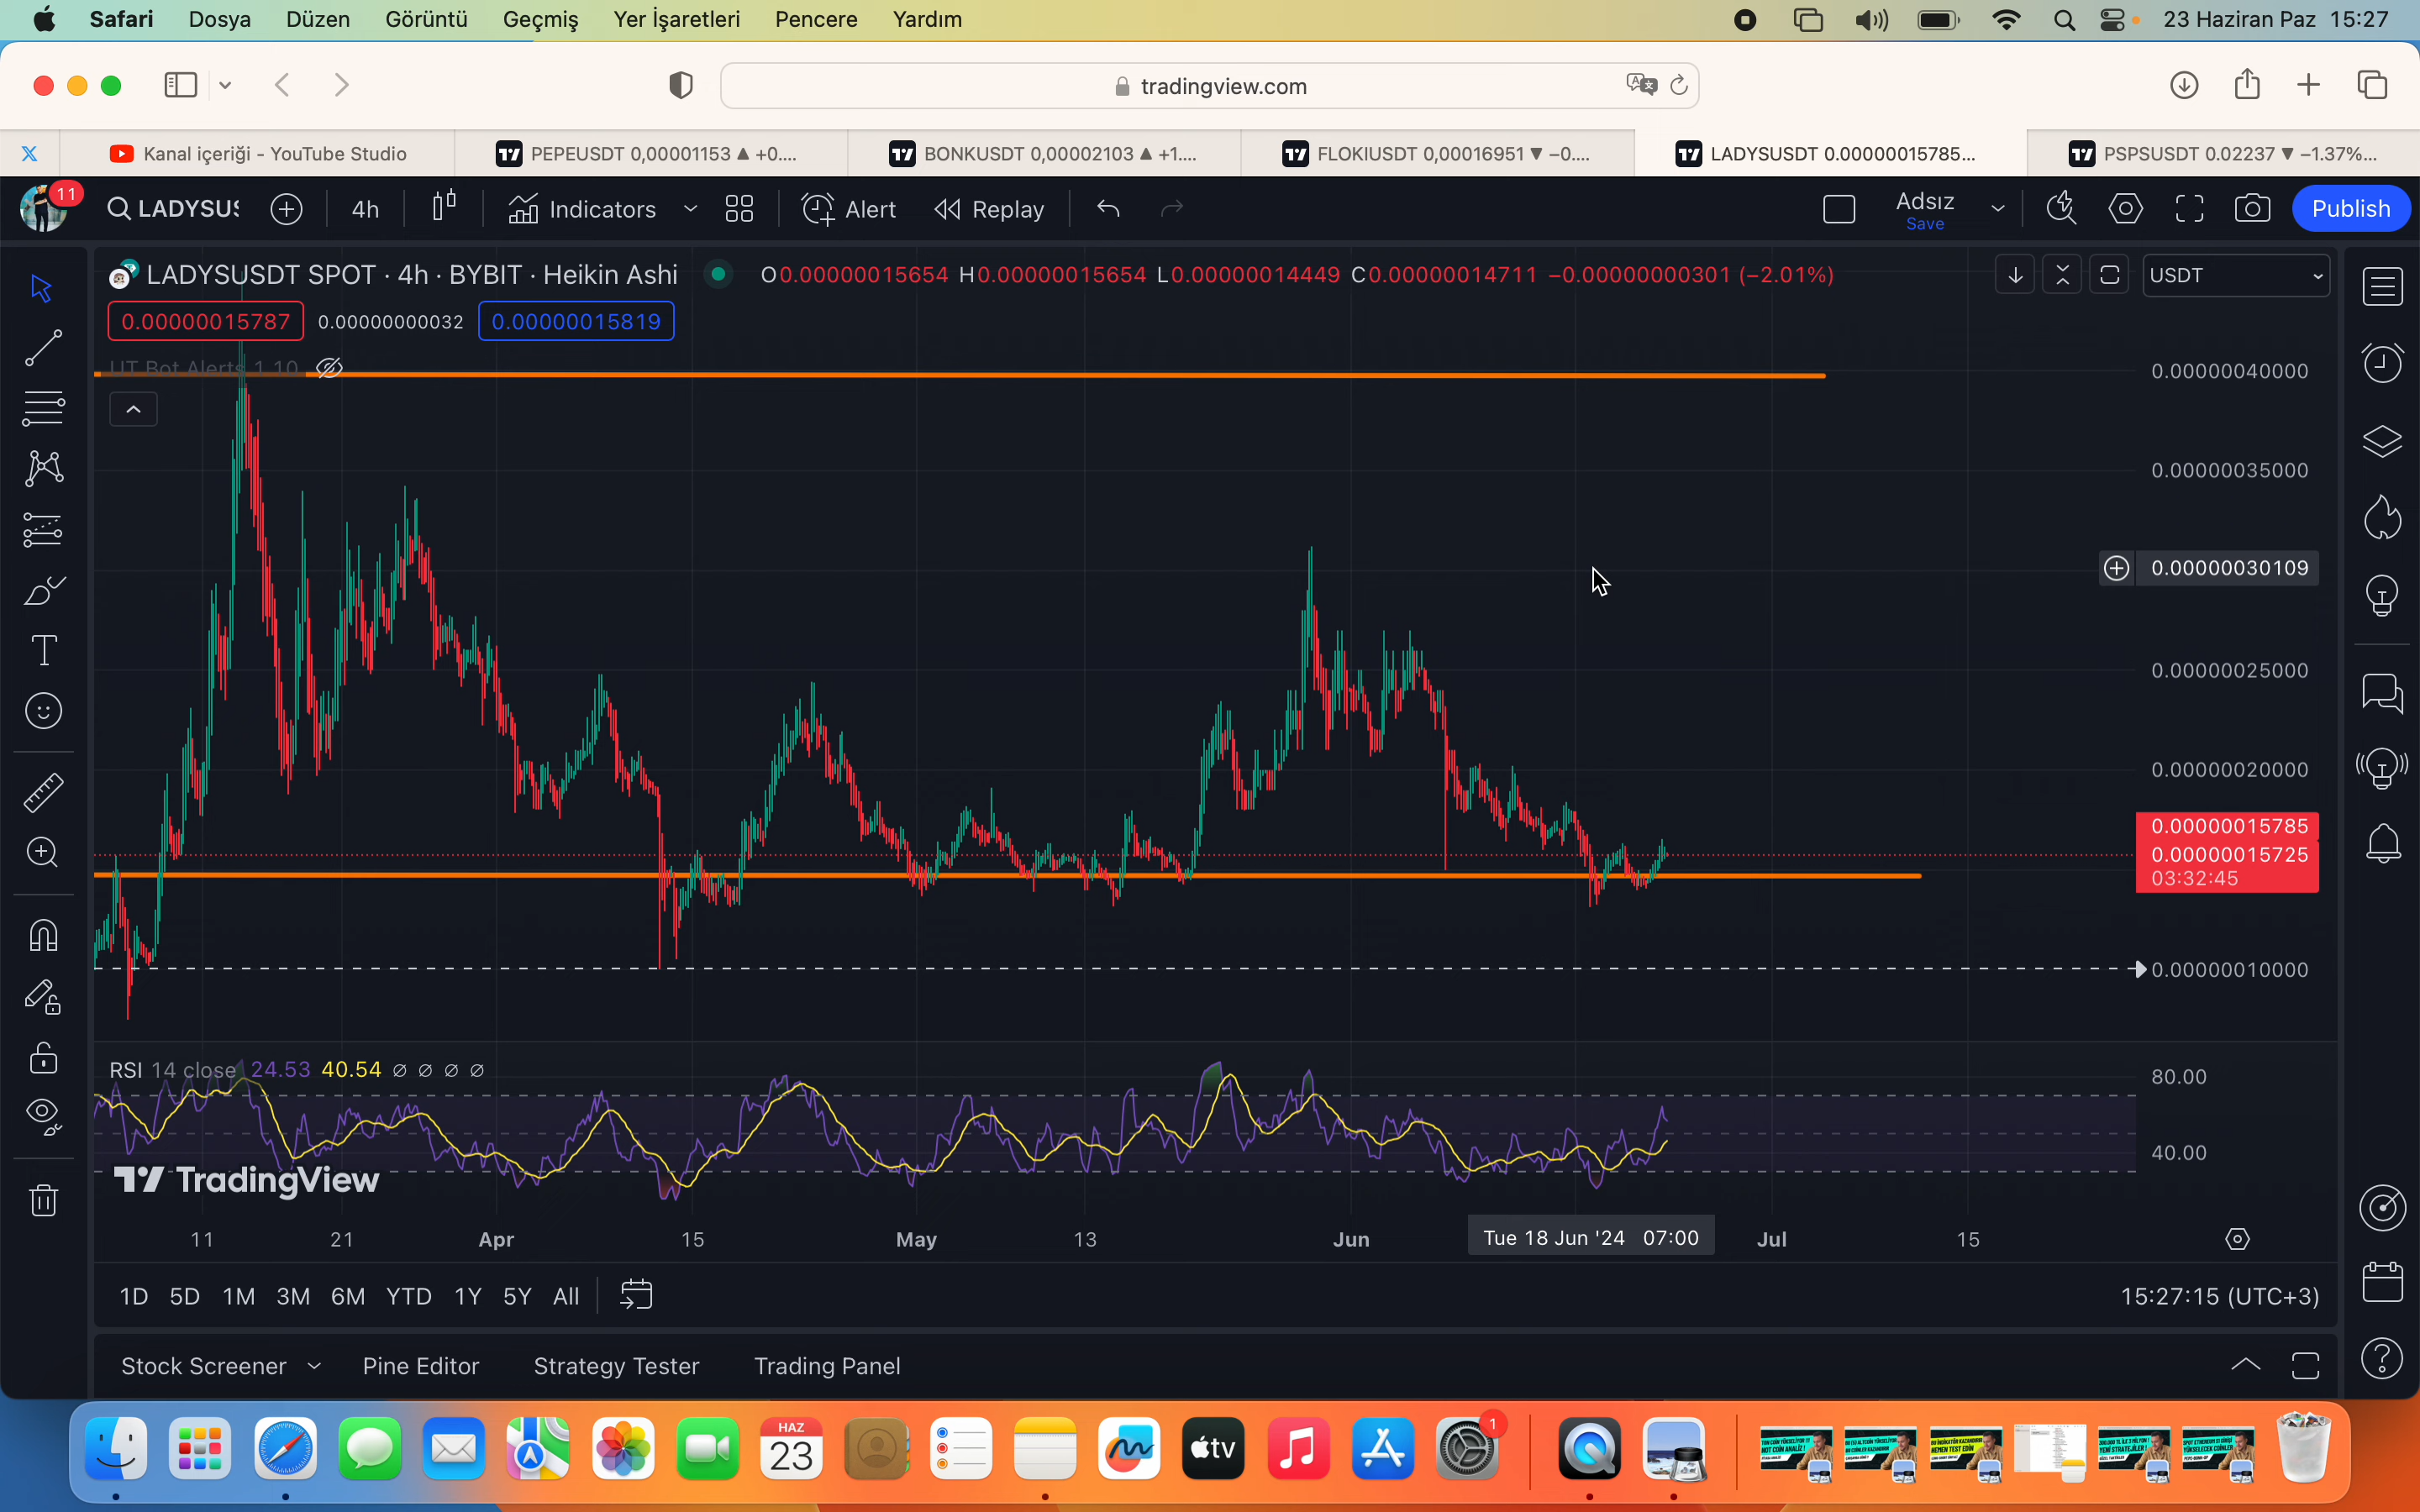 Safari Dosya Düzen Görüntü Geçmiş Yer İşaretleri Pencere Yardım 23 Haziran Paz 15:27
tradingview.com
Kanal içeriği - YouTube Studio PEPEUSDT 0,00001153 ▲ +0.... BONKUSDT 0,00002103 ▲ +1.... FLOKIUSDT 0,00016951 ▼ −0.... LADYSUSDT 0.00000015785... PSPSUSDT 0.02237 ▼ −1.37%...
11 LADYSUS 4h Indicators Alert Replay Adsız Publish
Save
LADYSUSDT SPOT · 4h · BYBIT · Heikin Ashi O0.00000015654 H0.00000015654 L0.00000014449 C0.00000014711 −0.00000000301 (−2.01%) USDT
0.00000015787 0.00000000032 0.00000015819
UT Bot Alerts 1 10
0.00000040000
0.00000035000
0.00000030109
0.00000025000
0.00000020000
0.00000015785
0.00000015725
03:32:45
0.00000010000
RSI 14 close 24.53 40.54 ∅ ∅ ∅ ∅
80.00
40.00
TradingView
11 21 Apr 15 May 13 Jun Tue 18 Jun '24 07:00 Jul 15
1D 5D 1M 3M 6M YTD 1Y 5Y All 15:27:15 (UTC+3)
Stock Screener Pine Editor Strategy Tester Trading Panel
HAZ
23
tv
1